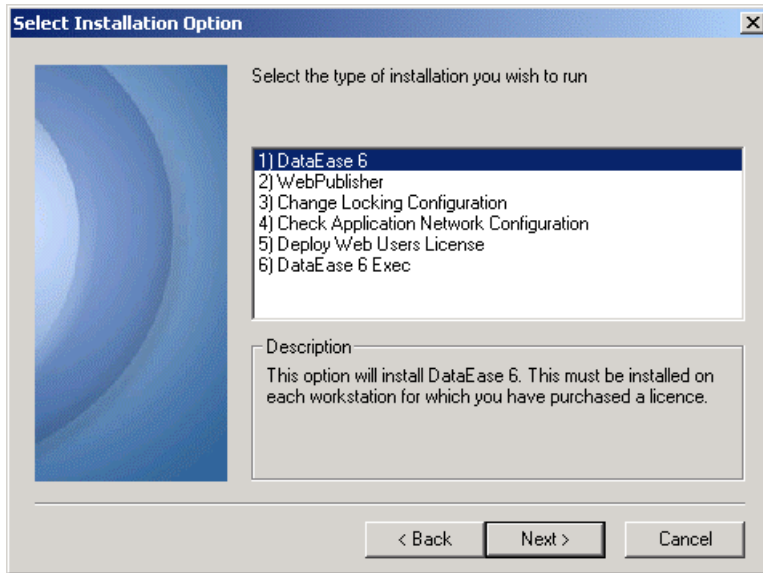 Select Installation Option
Select the type of installation you wish to run
1) DataEase 6
2) WebPublisher
3) Change Locking Configuration
4) Check Application Network Configuration
5) Deploy Web Users License
6) DataEase 6 Exec
Description
This option will install DataEase 6. This must be installed on
each workstation for which you have purchased a licence.
< Back
Next >
Cancel